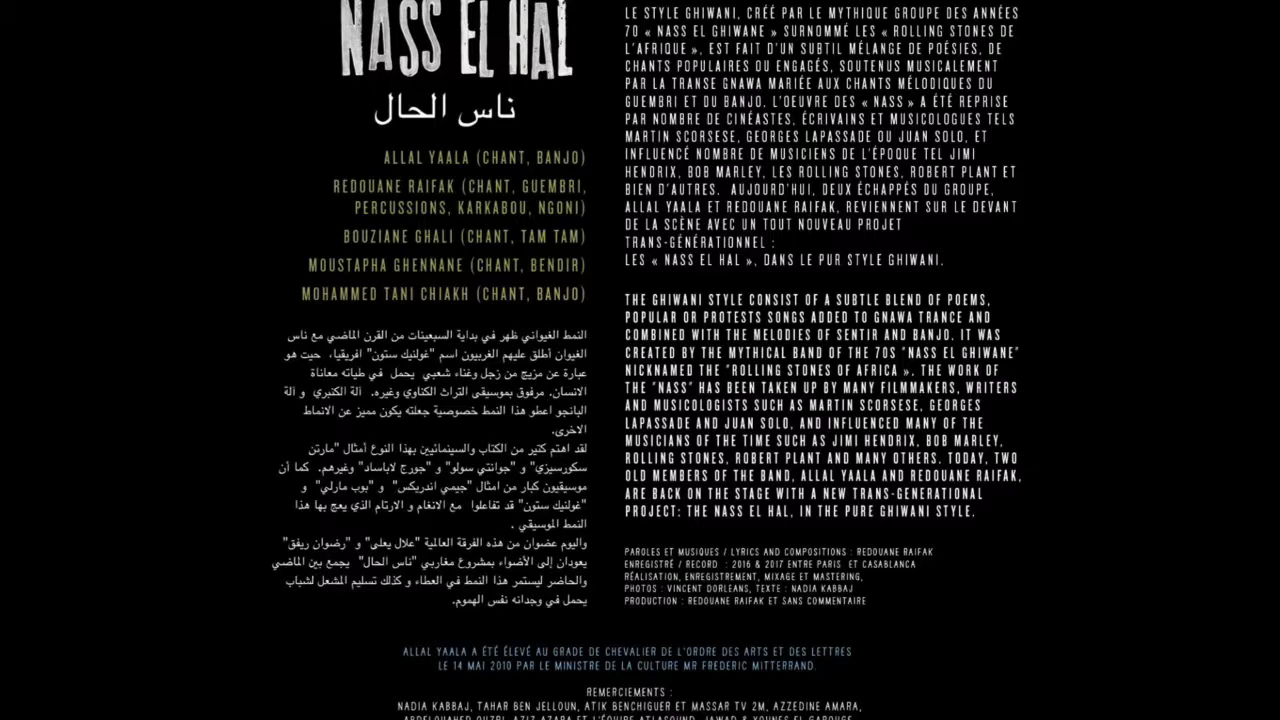 NASS EL HAL
ناس الحال
ALLAL YAALA (CHANT, BANJO)
REDOUANE RAIFAK (CHANT, GUEMBRI,
PERCUSSIONS, KARKABOU, NGONI)
BOUZIANE GHALI (CHANT, TAM TAM)
MOUSTAPHA GHENNANE (CHANT, BENDIR)
MOHAMMED TANI CHIAKH (CHANT, BANJO)
النمط الغيواني ظهر في بداية السبعينات من القرن الماضي مع ناس
الغيوان أطلق عليهم الغربيون اسم "غولنيك ستون" افريقيا، حيت هو
عبارة عن مزيج من زجل وغناء شعبي يحمل في طياته معاناة
الانسان. مرفوق بموسيقى التراث الكناوي وغيره. آلة الكنبري و آلة
البانجو اعطو هذا النمط خصوصية جعلته يكون مميز عن الانماط
الاخرى.
لقد اهتم كتير من الكتاب والسينمائيين بهذا النوع أمثال "مارتن
سكورسيزي" و "جوانتي سولو" و "جورج لاباساد" وغيرهم. كما أن
موسيقيون كبار من امثال "جيمي اندريكس" و "بوب مارلي" و
"غولنيك ستون" قد تفاعلوا مع الانغام و الارتام الذي يعج بها هذا
النمط الموسيقي .
واليوم عضوان من هذه الفرقة العالمية "علال يعلى" و "رضوان ريفق"
يعودان إلى الأضواء بمشروع مغاربي "ناس الحال" يجمع بين الماضي
والحاضر ليستمر هذا النمط في العطاء و كذلك تسليم المشعل لشباب
يحمل في وجدانه نفس الهموم.
LE STYLE GHIWANI, CRÉÉ PAR LE MYTHIQUE GROUPE DES ANNÉES
70 « NASS EL GHIWANE » SURNOMMÉ LES « ROLLING STONES DE
L'AFRIQUE », EST FAIT D'UN SUBTIL MÉLANGE DE POÉSIES, DE
CHANTS POPULAIRES OU ENGAGÉS, SOUTENUS MUSICALEMENT
PAR LA TRANSE GNAWA MARIÉE AUX CHANTS MÉLODIQUES DU
GUEMBRI ET DU BANJO. L'OEUVRE DES « NASS » A ÉTÉ REPRISE
PAR NOMBRE DE CINÉASTES, ÉCRIVAINS ET MUSICOLOGUES TELS
MARTIN SCORSESE, GEORGES LAPASSADE OU JUAN SOLO, ET
INFLUENCÉ NOMBRE DE MUSICIENS DE L'ÉPOQUE TEL JIMI
HENDRIX, BOB MARLEY, LES ROLLING STONES, ROBERT PLANT ET
BIEN D'AUTRES. AUJOURD'HUI, DEUX ÉCHAPPÉS DU GROUPE,
ALLAL YAALA ET REDOUANE RAIFAK, REVIENNENT SUR LE DEVANT
DE LA SCÈNE AVEC UN TOUT NOUVEAU PROJET
TRANS-GÉNÉRATIONNEL :
LES « NASS EL HAL », DANS LE PUR STYLE GHIWANI.
THE GHIWANI STYLE CONSIST OF A SUBTLE BLEND OF POEMS,
POPULAR OR PROTESTS SONGS ADDED TO GNAWA TRANCE AND
COMBINED WITH THE MELODIES OF SENTIR AND BANJO. IT WAS
CREATED BY THE MYTHICAL BAND OF THE 70S "NASS EL GHIWANE"
NICKNAMED THE "ROLLING STONES OF AFRICA ». THE WORK OF
THE "NASS" HAS BEEN TAKEN UP BY MANY FILMMAKERS, WRITERS
AND MUSICOLOGISTS SUCH AS MARTIN SCORSESE, GEORGES
LAPASSADE AND JUAN SOLO, AND INFLUENCED MANY OF THE
MUSICIANS OF THE TIME SUCH AS JIMI HENDRIX, BOB MARLEY,
ROLLING STONES, ROBERT PLANT AND MANY OTHERS. TODAY, TWO
OLD MEMBERS OF THE BAND, ALLAL YAALA AND REDOUANE RAIFAK,
ARE BACK ON THE STAGE WITH A NEW TRANS-GENERATIONAL
PROJECT: THE NASS EL HAL, IN THE PURE GHIWANI STYLE.
PAROLES ET MUSIQUES / LYRICS AND COMPOSITIONS : REDOUANE RAIFAK
ENREGISTRÉ / RECORD : 2016 & 2017 ENTRE PARIS ET CASABLANCA
RÉALISATION, ENREGISTREMENT, MIXAGE ET MASTERING,
PHOTOS : VINCENT DORLEANS, TEXTE : NADIA KABBAJ
PRODUCTION : REDOUANE RAIFAK ET SANS COMMENTAIRE
ALLAL YAALA A ÉTÉ ÉLEVÉ AU GRADE DE CHEVALIER DE L'ORDRE DES ARTS ET DES LETTRES
LE 14 MAI 2010 PAR LE MINISTRE DE LA CULTURE MR FREDERIC MITTERRAND.
REMERCIEMENTS :
NADIA KABBAJ, TAHAR BEN JELLOUN, ATIK BENCHIGUER ET MASSAR TV 2M, AZZEDINE AMARA,